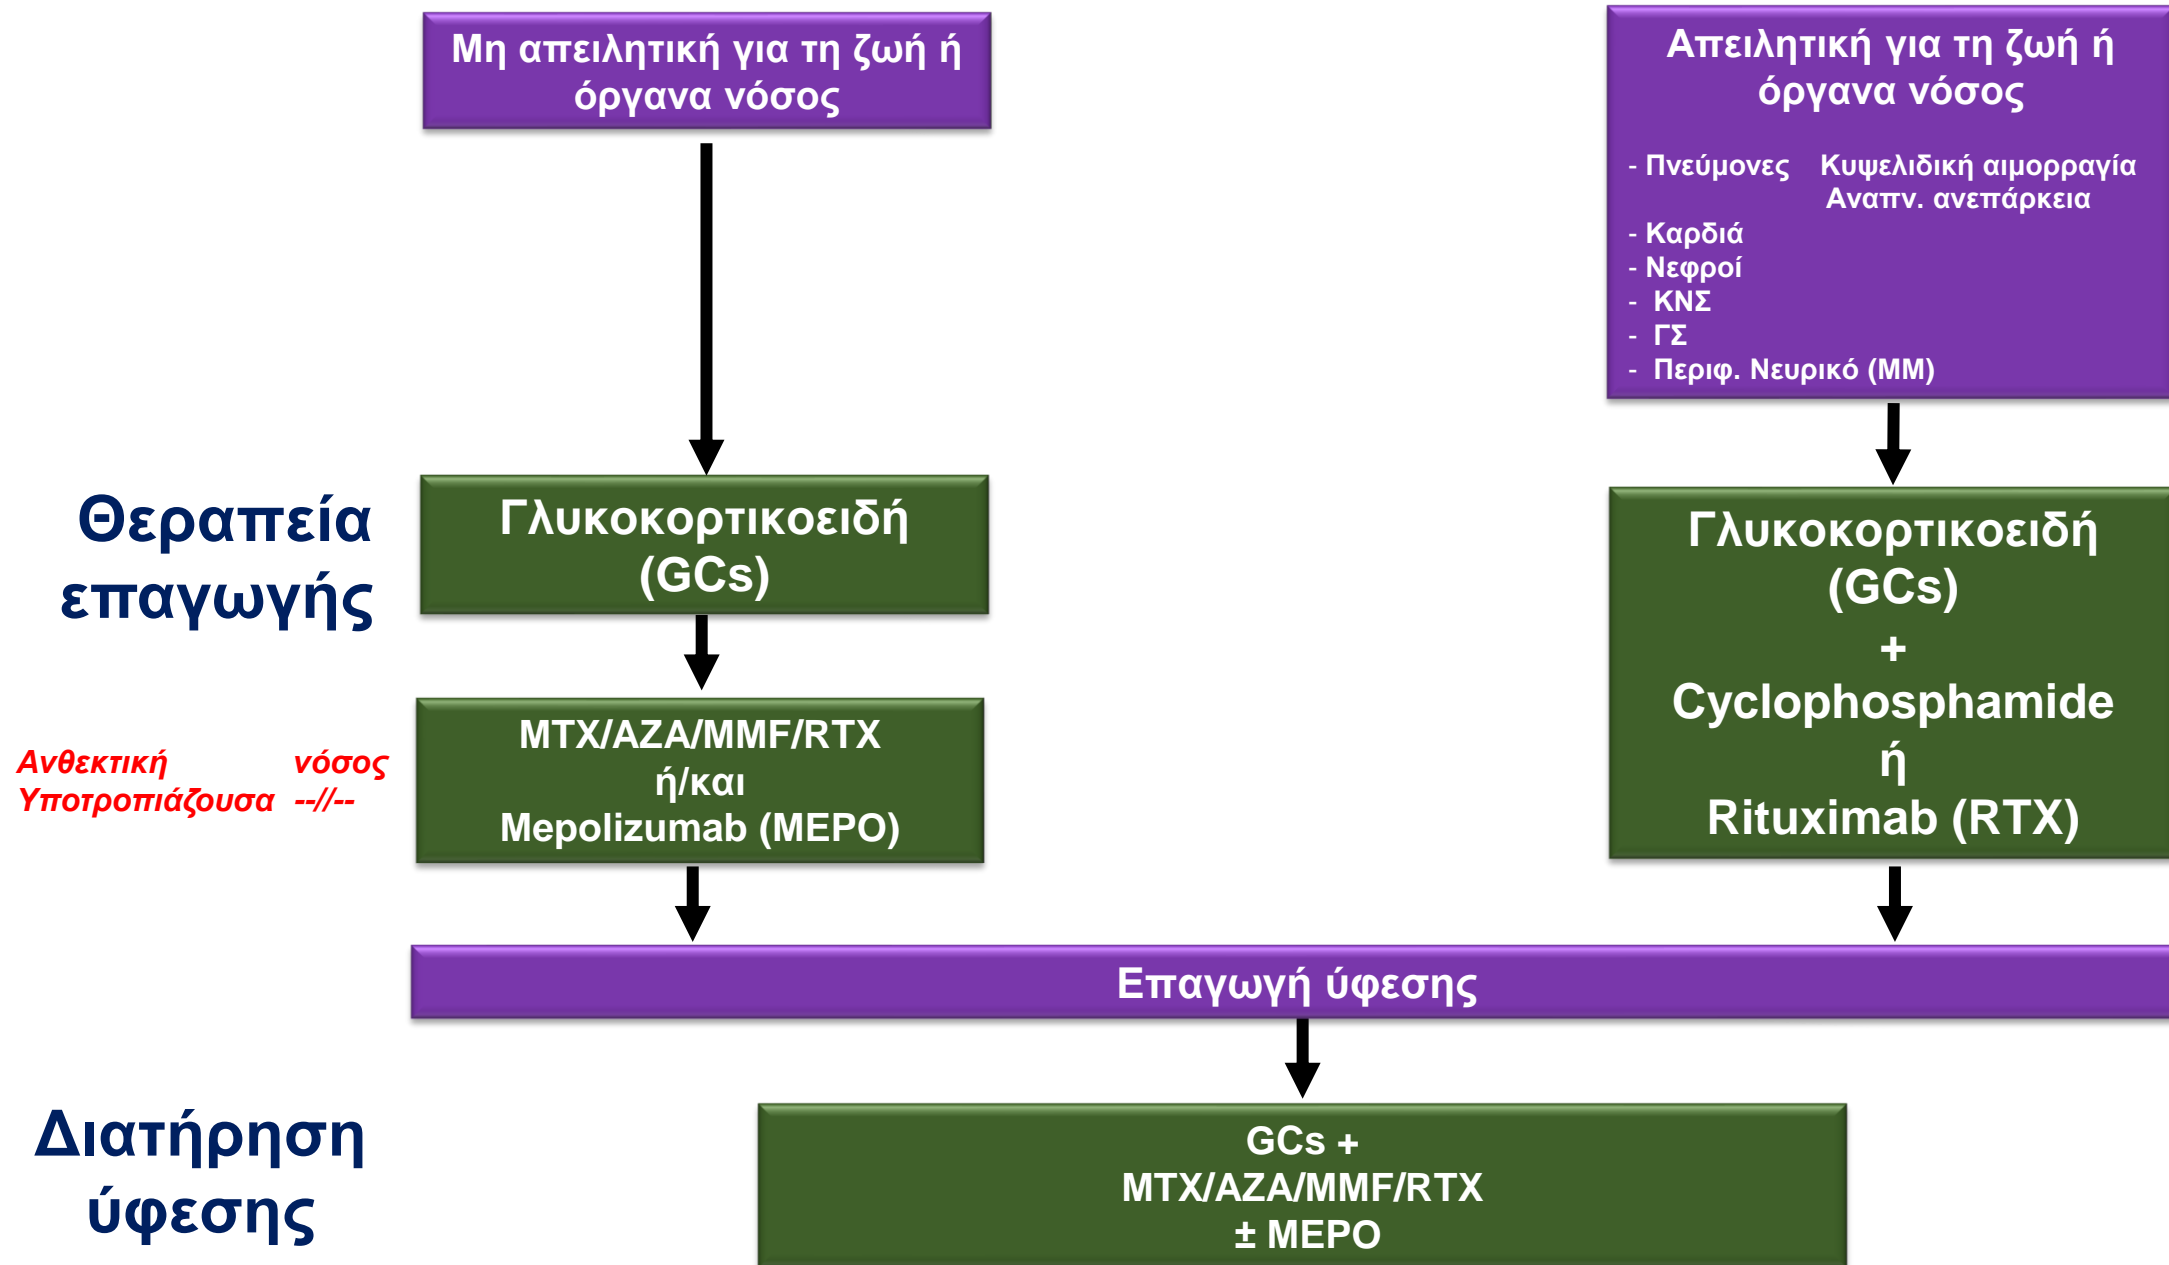 Μη απειλητική για τη ζωή ή
όργανα νόσος
Απειλητική για τη ζωή ή
όργανα νόσος
- Πνεύμονες Κυψελιδική αιμορραγία
Αναπν. ανεπάρκεια
- Καρδιά
- Νεφροί
- ΚΝΣ
- ΓΣ
- Περιφ. Νευρικό (ΜΜ)
Θεραπεία
επαγωγής
Γλυκοκορτικοειδή
(GCs)
Γλυκοκορτικοειδή
(GCs)
+
Cyclophosphamide
ή
Rituximab (RTX)
Ανθεκτική νόσος
Υποτροπιάζουσα --//--
MTX/AZA/MMF/RTX
ή/και
Mepolizumab (MEPO)
Επαγωγή ύφεσης
Διατήρηση
ύφεσης
GCs +
MTX/AZA/MMF/RTX
± MEPO